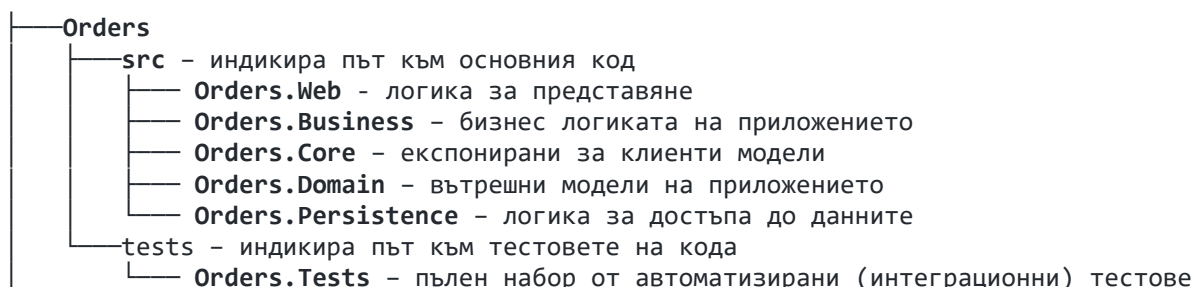 ├───Orders
│   ├───src – индикира път към основния код
│   │   ├─── Orders.Web - логика за представяне
│   │   ├─── Orders.Business – бизнес логиката на приложението
│   │   ├─── Orders.Core – експонирани за клиенти модели
│   │   ├─── Orders.Domain – вътрешни модели на приложението
│   │   └─── Orders.Persistence – логика за достъпа до данните
│   └───tests – индикира път към тестовете на кода
│       └─── Orders.Tests – пълен набор от автоматизирани (интеграционни) тестове